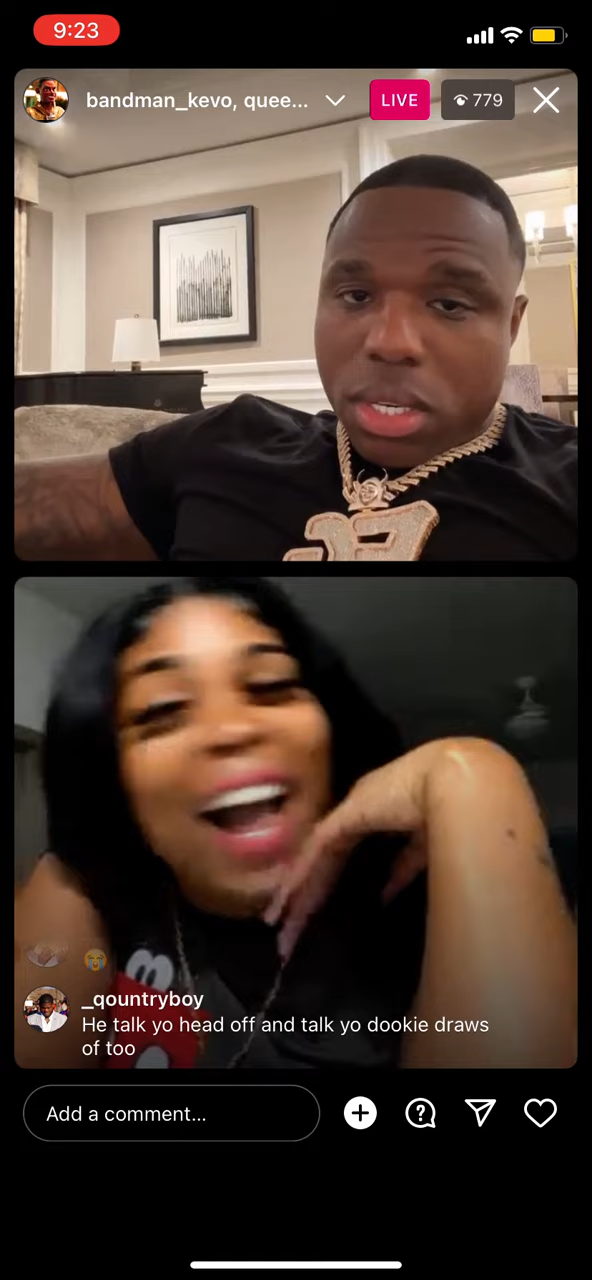 9:23
bandman_kevo, quee...
LIVE
779
_qountryboy
He talk yo head off and talk yo dookie draws
of too
Add a comment...